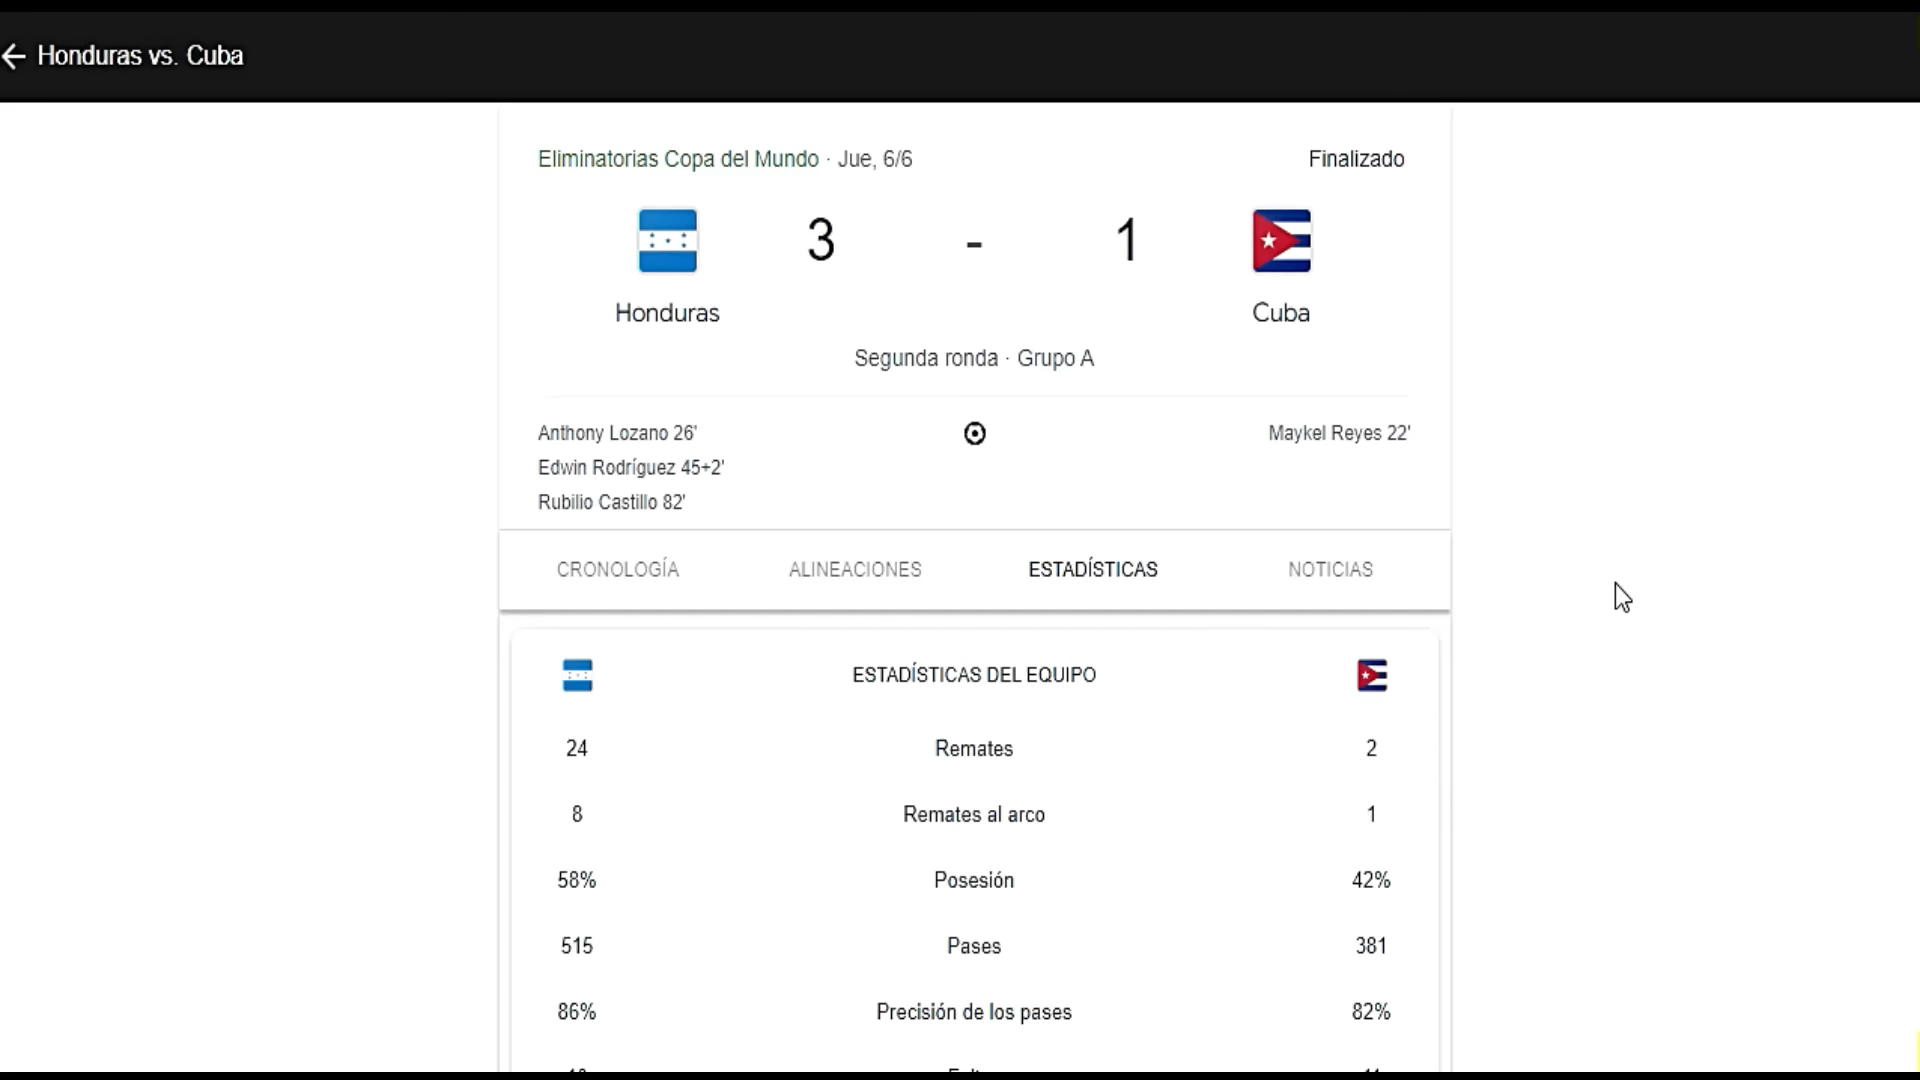 Honduras vs. Cuba
Eliminatorias Copa del Mundo · Jue, 6/6 Finalizado
3 - 1
Honduras Cuba
Segunda ronda · Grupo A
Anthony Lozano 26' Maykel Reyes 22'
Edwin Rodríguez 45+2'
Rubilio Castillo 82'
CRONOLOGÍA ALINEACIONES ESTADÍSTICAS NOTICIAS
ESTADÍSTICAS DEL EQUIPO
24 Remates 2
8 Remates al arco 1
58% Posesión 42%
515 Pases 381
86% Precisión de los pases 82%